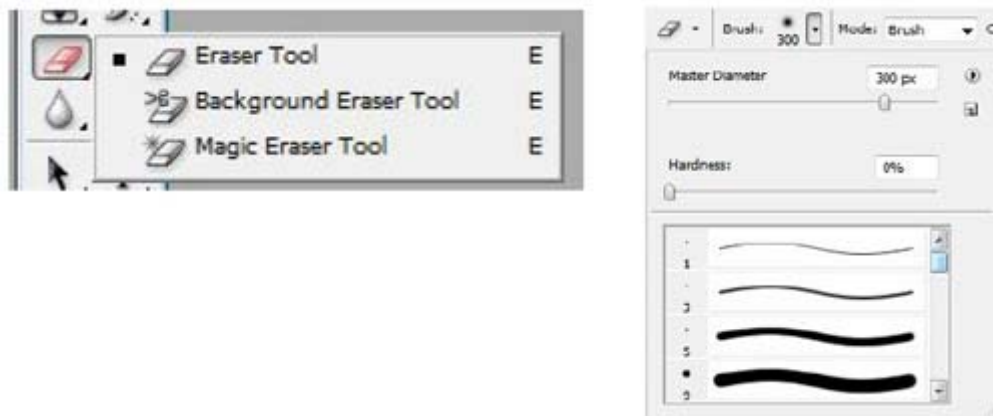 Eraser Tool E
Background Eraser Tool E
Magic Eraser Tool E
Brush: 300 Mode: Brush
Master Diameter 300 px
Hardness: 0%
1
3
5
9